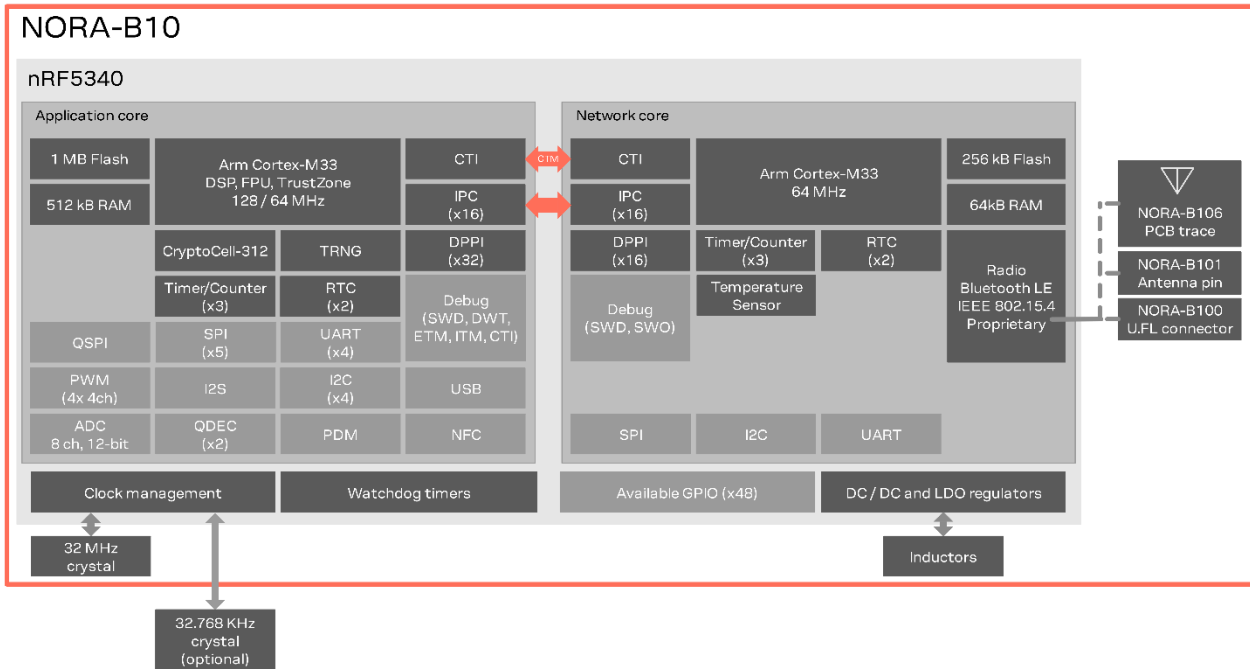 NORA-B10
nRF5340
Application core
1 MB Flash
512 kB RAM
Arm Cortex-M33
DSP, FPU, TrustZone
128 / 64 MHz
CTI
IPC
(x16)
CryptoCell-312
TRNG
DPPI
(x32)
Timer/Counter
(x3)
RTC
(x2)
Debug
(SWD, DWT,
ETM, ITM, CTI)
QSPI
SPI
(x5)
UART
(x4)
PWM
(4x 4ch)
I2S
I2C
(x4)
USB
ADC
8 ch, 12-bit
QDEC
(x2)
PDM
NFC
CTM
Network core
CTI
IPC
(x16)
Arm Cortex-M33
64 MHz
256 kB Flash
64kB RAM
DPPI
(x16)
Timer/Counter
(x3)
RTC
(x2)
Debug
(SWD, SWO)
Temperature
Sensor
Radio
Bluetooth LE
IEEE 802.15.4
Proprietary
SPI
I2C
UART
NORA-B106
PCB trace
NORA-B101
Antenna pin
NORA-B100
U.FL connector
Clock management
Watchdog timers
Available GPIO (x48)
DC / DC and LDO regulators
32 MHz
crystal
Inductors
32.768 KHz
crystal
(optional)